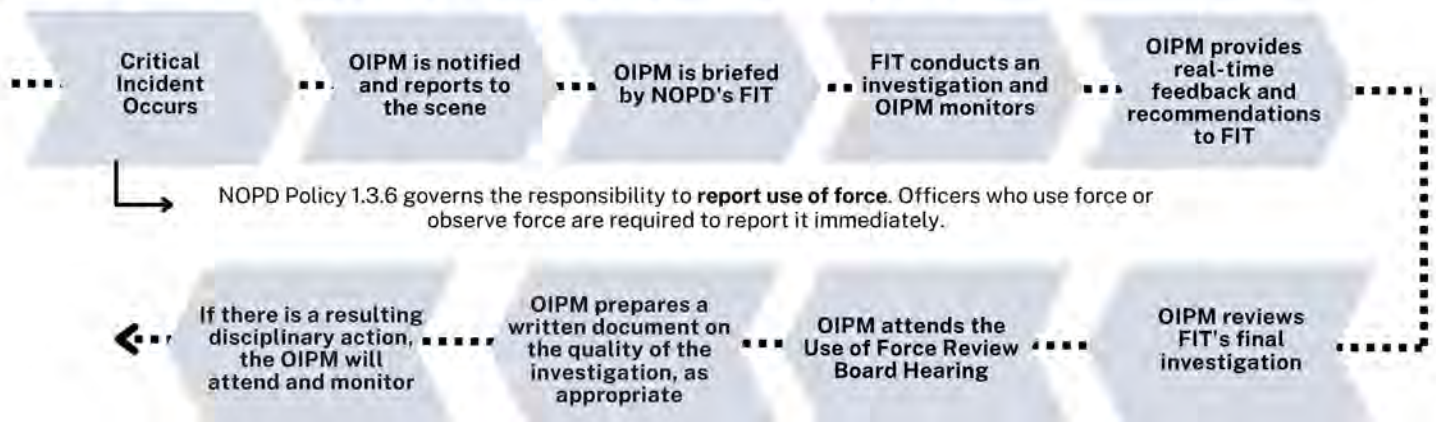 Critical
Incident
Occurs
OIPM is notified
and reports to
the scene
OIPM is briefed
by NOPD's FIT
FIT conducts an
investigation and
OIPM monitors
OIPM provides
real-time
feedback and
recommendations
to FIT
NOPD Policy 1.3.6 governs the responsibility to report use of force. Officers who use force or
observe force are required to report it immediately.
OIPM reviews
FIT's final
investigation
OIPM attends the
Use of Force Review
Board Hearing
OIPM prepares a
written document on
the quality of the
investigation, as
appropriate
If there is a resulting
disciplinary action,
the OIPM will
attend and monitor